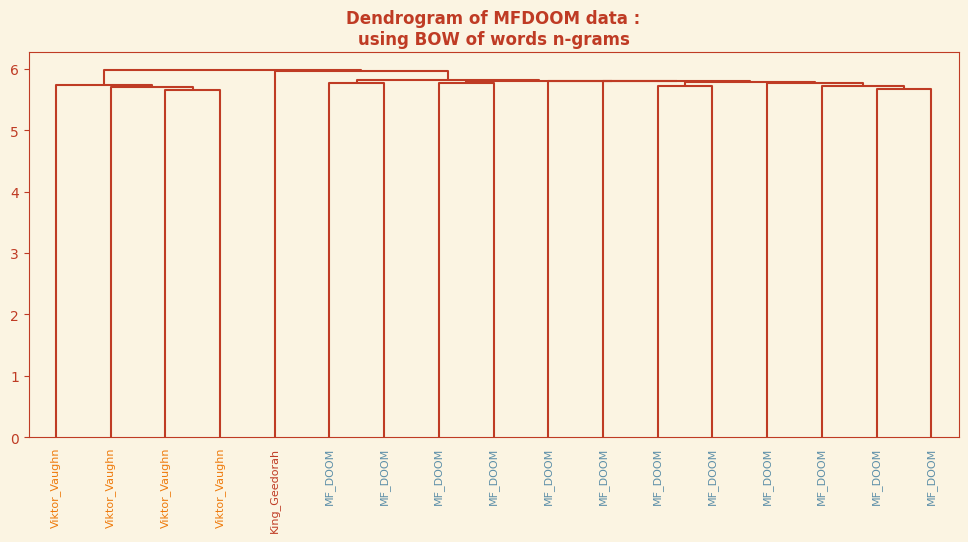 Dendrogram of MFDOOM data :
using BOW of words n-grams
6
5
4
3
2
1
0
Viktor_Vaughn
Viktor_Vaughn
Viktor_Vaughn
Viktor_Vaughn
King_Geedorah
MF_DOOM
MF_DOOM
MF_DOOM
MF_DOOM
MF_DOOM
MF_DOOM
MF_DOOM
MF_DOOM
MF_DOOM
MF_DOOM
MF_DOOM
MF_DOOM